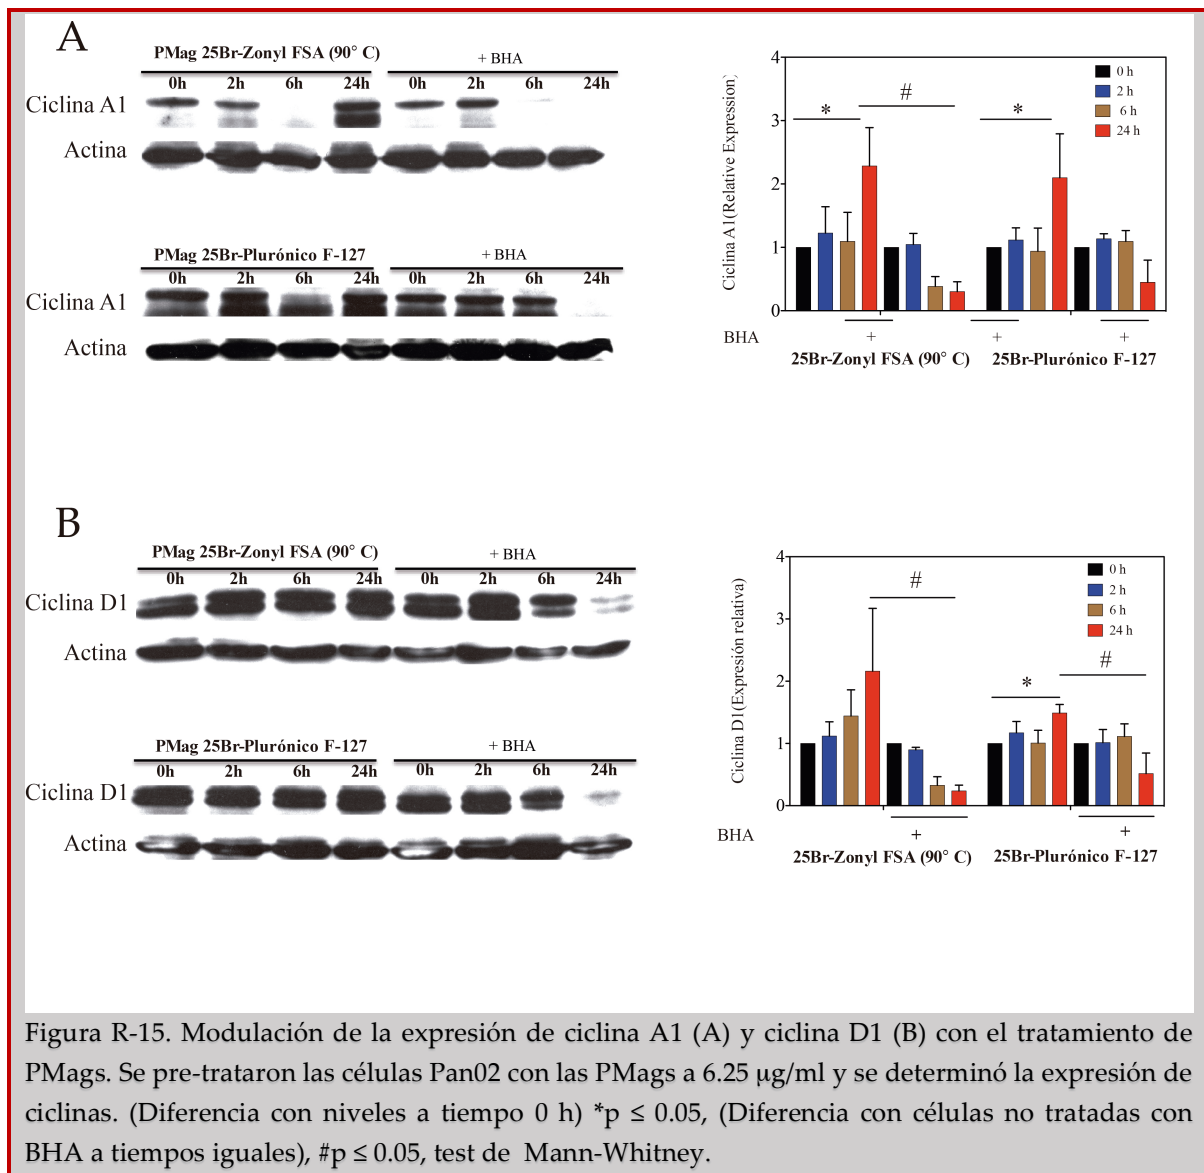 A
PMag 25Br-Zonyl FSA (90° C)
+ BHA
0h 2h 6h 24h 0h 2h 6h 24h
Ciclina A1
Actina
PMag 25Br-Plurónico F-127
+ BHA
0h 2h 6h 24h 0h 2h 6h 24h
Ciclina A1
Actina
Ciclina A1(Relative Expression)
4
3
2
1
0
0 h
2 h
6 h
24 h
*
#
*
BHA
+
+
+
25Br-Zonyl FSA (90° C)
25Br-Plurónico F-127
B
PMag 25Br-Zonyl FSA (90° C)
+ BHA
0h 2h 6h 24h 0h 2h 6h 24h
Ciclina D1
Actina
PMag 25Br-Plurónico F-127
+ BHA
0h 2h 6h 24h 0h 2h 6h 24h
Ciclina D1
Actina
Ciclina D1(Expresión relativa)
4
3
2
1
0
0 h
2 h
6 h
24 h
#
*
#
BHA
+
+
25Br-Zonyl FSA (90° C)
25Br-Plurónico F-127
Figura R-15. Modulación de la expresión de ciclina A1 (A) y ciclina D1 (B) con el tratamiento de
PMags. Se pre-trataron las células Pan02 con las PMags a 6.25 µg/ml y se determinó la expresión de
ciclinas. (Diferencia con niveles a tiempo 0 h) *p ≤ 0.05, (Diferencia con células no tratadas con
BHA a tiempos iguales), #p ≤ 0.05, test de Mann-Whitney.